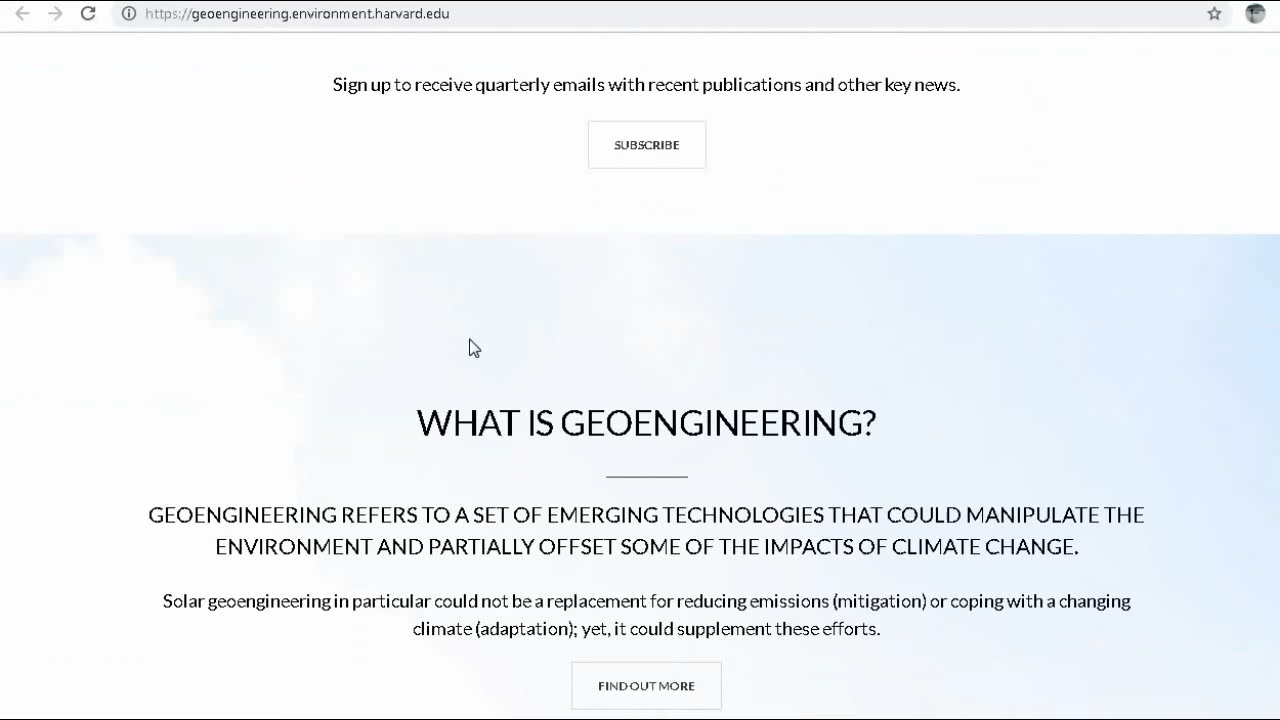 https://geoengineering.environment.harvard.edu
Sign up to receive quarterly emails with recent publications and other key news.
SUBSCRIBE
WHAT IS GEOENGINEERING?
GEOENGINEERING REFERS TO A SET OF EMERGING TECHNOLOGIES THAT COULD MANIPULATE THE
ENVIRONMENT AND PARTIALLY OFFSET SOME OF THE IMPACTS OF CLIMATE CHANGE.
Solar geoengineering in particular could not be a replacement for reducing emissions (mitigation) or coping with a changing
climate (adaptation); yet, it could supplement these efforts.
FIND OUT MORE